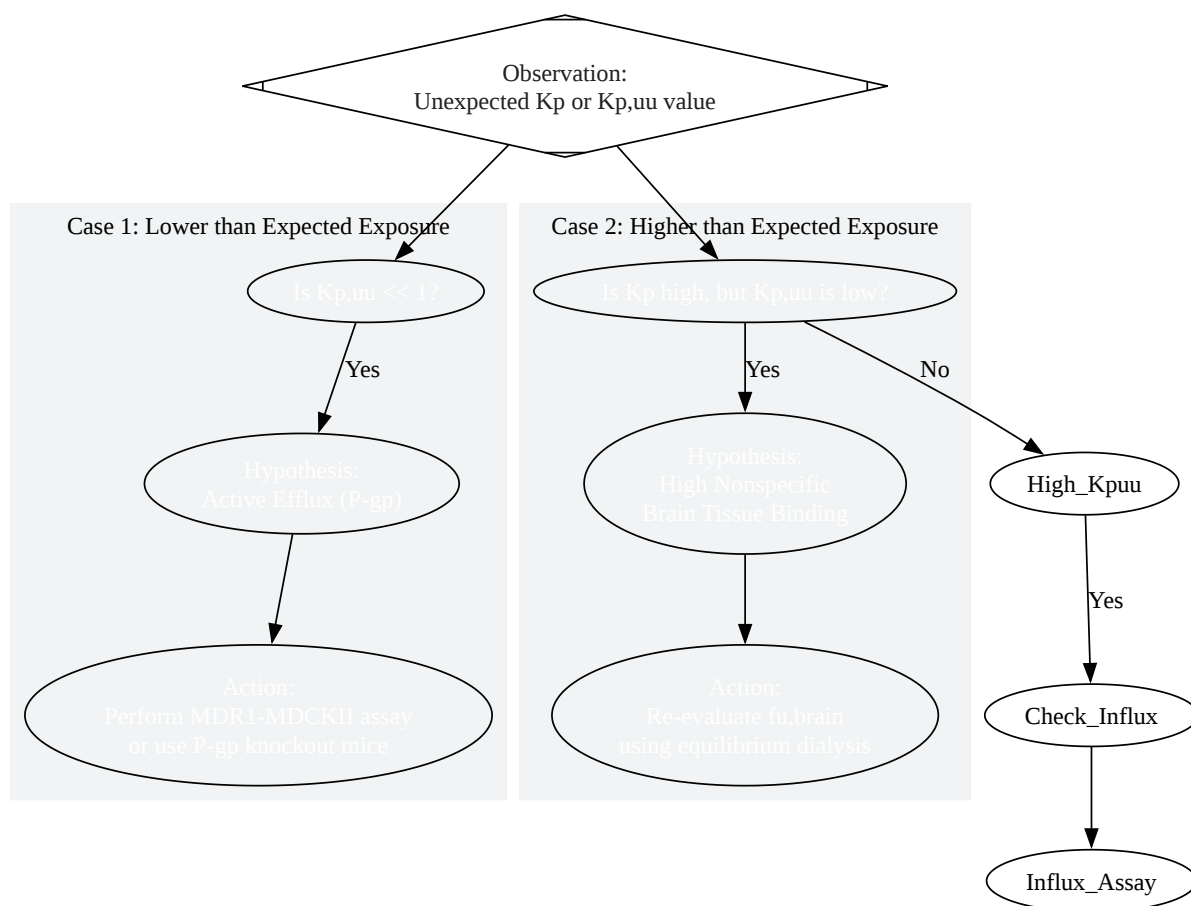 Observation:
Unexpected Kp or Kp,uu value
Case 1: Lower than Expected Exposure
Case 2: Higher than Expected Exposure
Is Kp,uu << 1?
Is Kp high, but Kp,uu is low?
Yes
Yes
No
Hypothesis:
Active Efflux (P-gp)
Hypothesis:
High Nonspecific
Brain Tissue Binding
High_Kpuu
Yes
Action:
Perform MDR1-MDCKII assay
or use P-gp knockout mice
Action:
Re-evaluate fu,brain
using equilibrium dialysis
Check_Influx
Influx_Assay